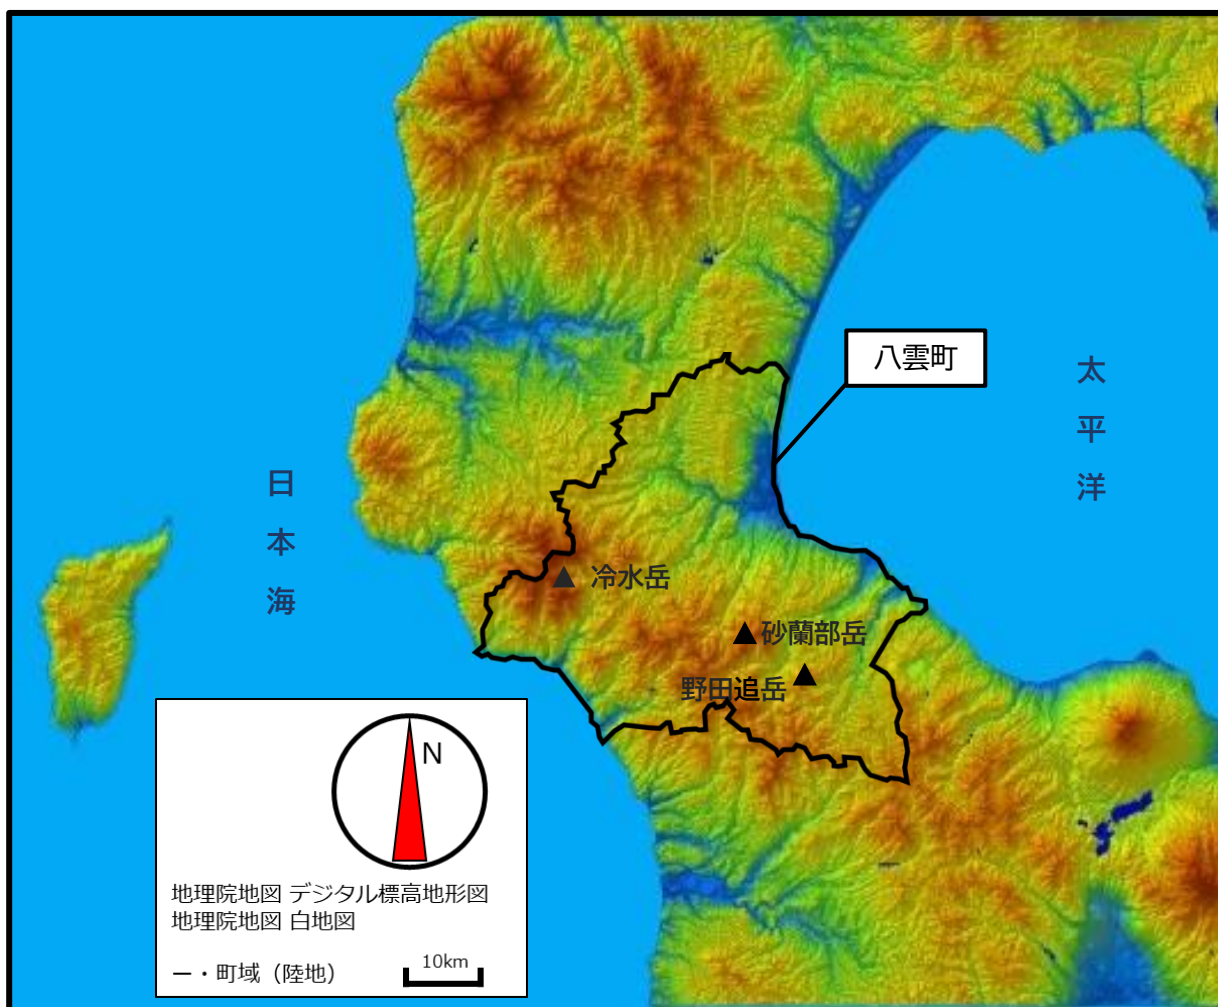 八雲町
太平洋
日本海
冷水岳
砂蘭部岳
野田追岳
N
地理院地図 デジタル標高地形図
地理院地図 白地図
ー・町域（陸地）
10km